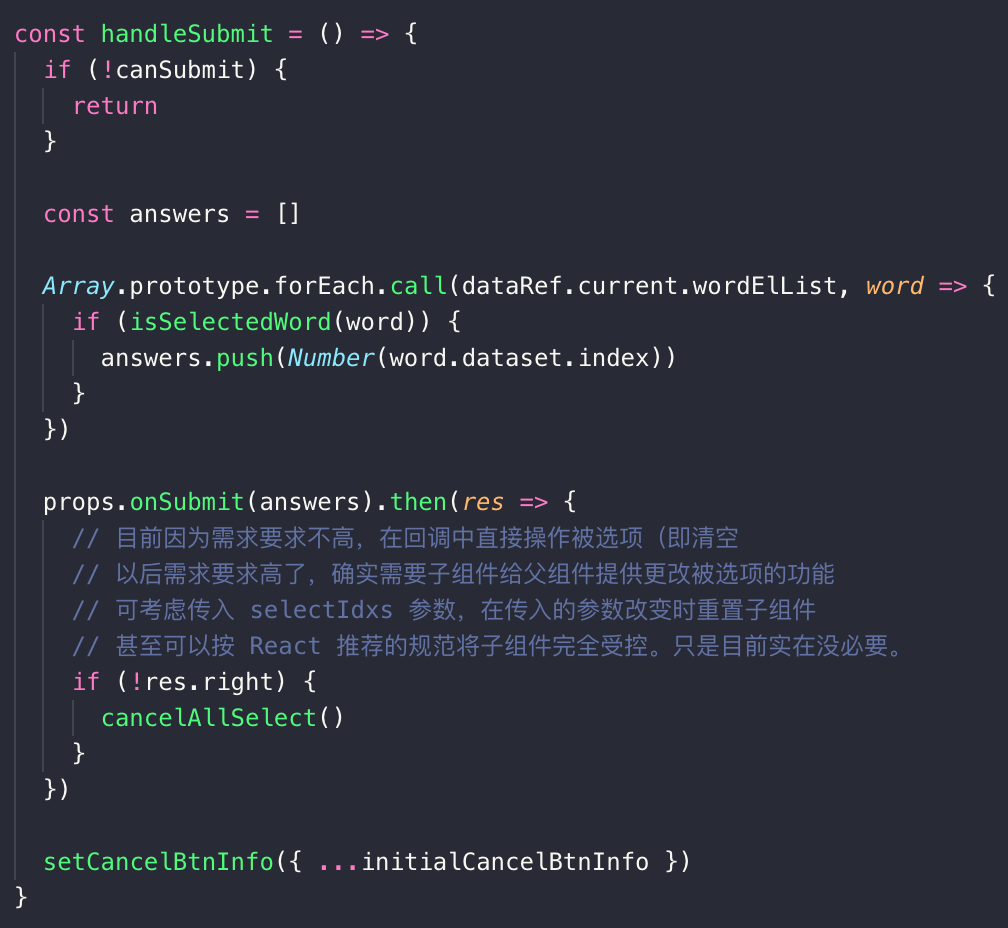 const handleSubmit = () => {
  if (!canSubmit) {
    return
  }

  const answers = []

  Array.prototype.forEach.call(dataRef.current.wordElList, word => {
    if (isSelectedWord(word)) {
      answers.push(Number(word.dataset.index))
    }
  })

  props.onSubmit(answers).then(res => {
    // 目前因为需求要求不高，在回调中直接操作被选项（即清空
    // 以后需求要求高了，确实需要子组件给父组件提供更改被选项的功能
    // 可考虑传入 selectIdxs 参数，在传入的参数改变时重置子组件
    // 甚至可以按 React 推荐的规范将子组件完全受控。只是目前实在没必要。
    if (!res.right) {
      cancelAllSelect()
    }
  })

  setCancelBtnInfo({ ...initialCancelBtnInfo })
}